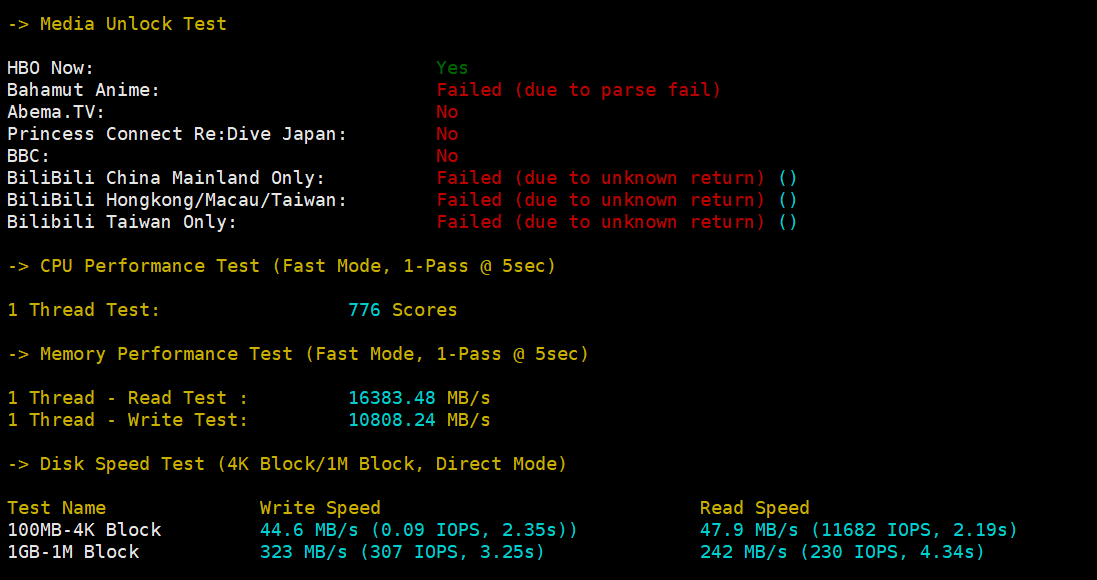 -> Media Unlock Test
HBO Now: Yes
Bahamut Anime: Failed (due to parse fail)
Abema.TV: No
Princess Connect Re:Dive Japan: No
BBC: No
BiliBili China Mainland Only: Failed (due to unknown return) ()
BiliBili Hongkong/Macau/Taiwan: Failed (due to unknown return) ()
Bilibili Taiwan Only: Failed (due to unknown return) ()
-> CPU Performance Test (Fast Mode, 1-Pass @ 5sec)
1 Thread Test: 776 Scores
-> Memory Performance Test (Fast Mode, 1-Pass @ 5sec)
1 Thread - Read Test : 16383.48 MB/s
1 Thread - Write Test: 10808.24 MB/s
-> Disk Speed Test (4K Block/1M Block, Direct Mode)
Test Name Write Speed Read Speed
100MB-4K Block 44.6 MB/s (0.09 IOPS, 2.35s)) 47.9 MB/s (11682 IOPS, 2.19s)
1GB-1M Block 323 MB/s (307 IOPS, 3.25s) 242 MB/s (230 IOPS, 4.34s)